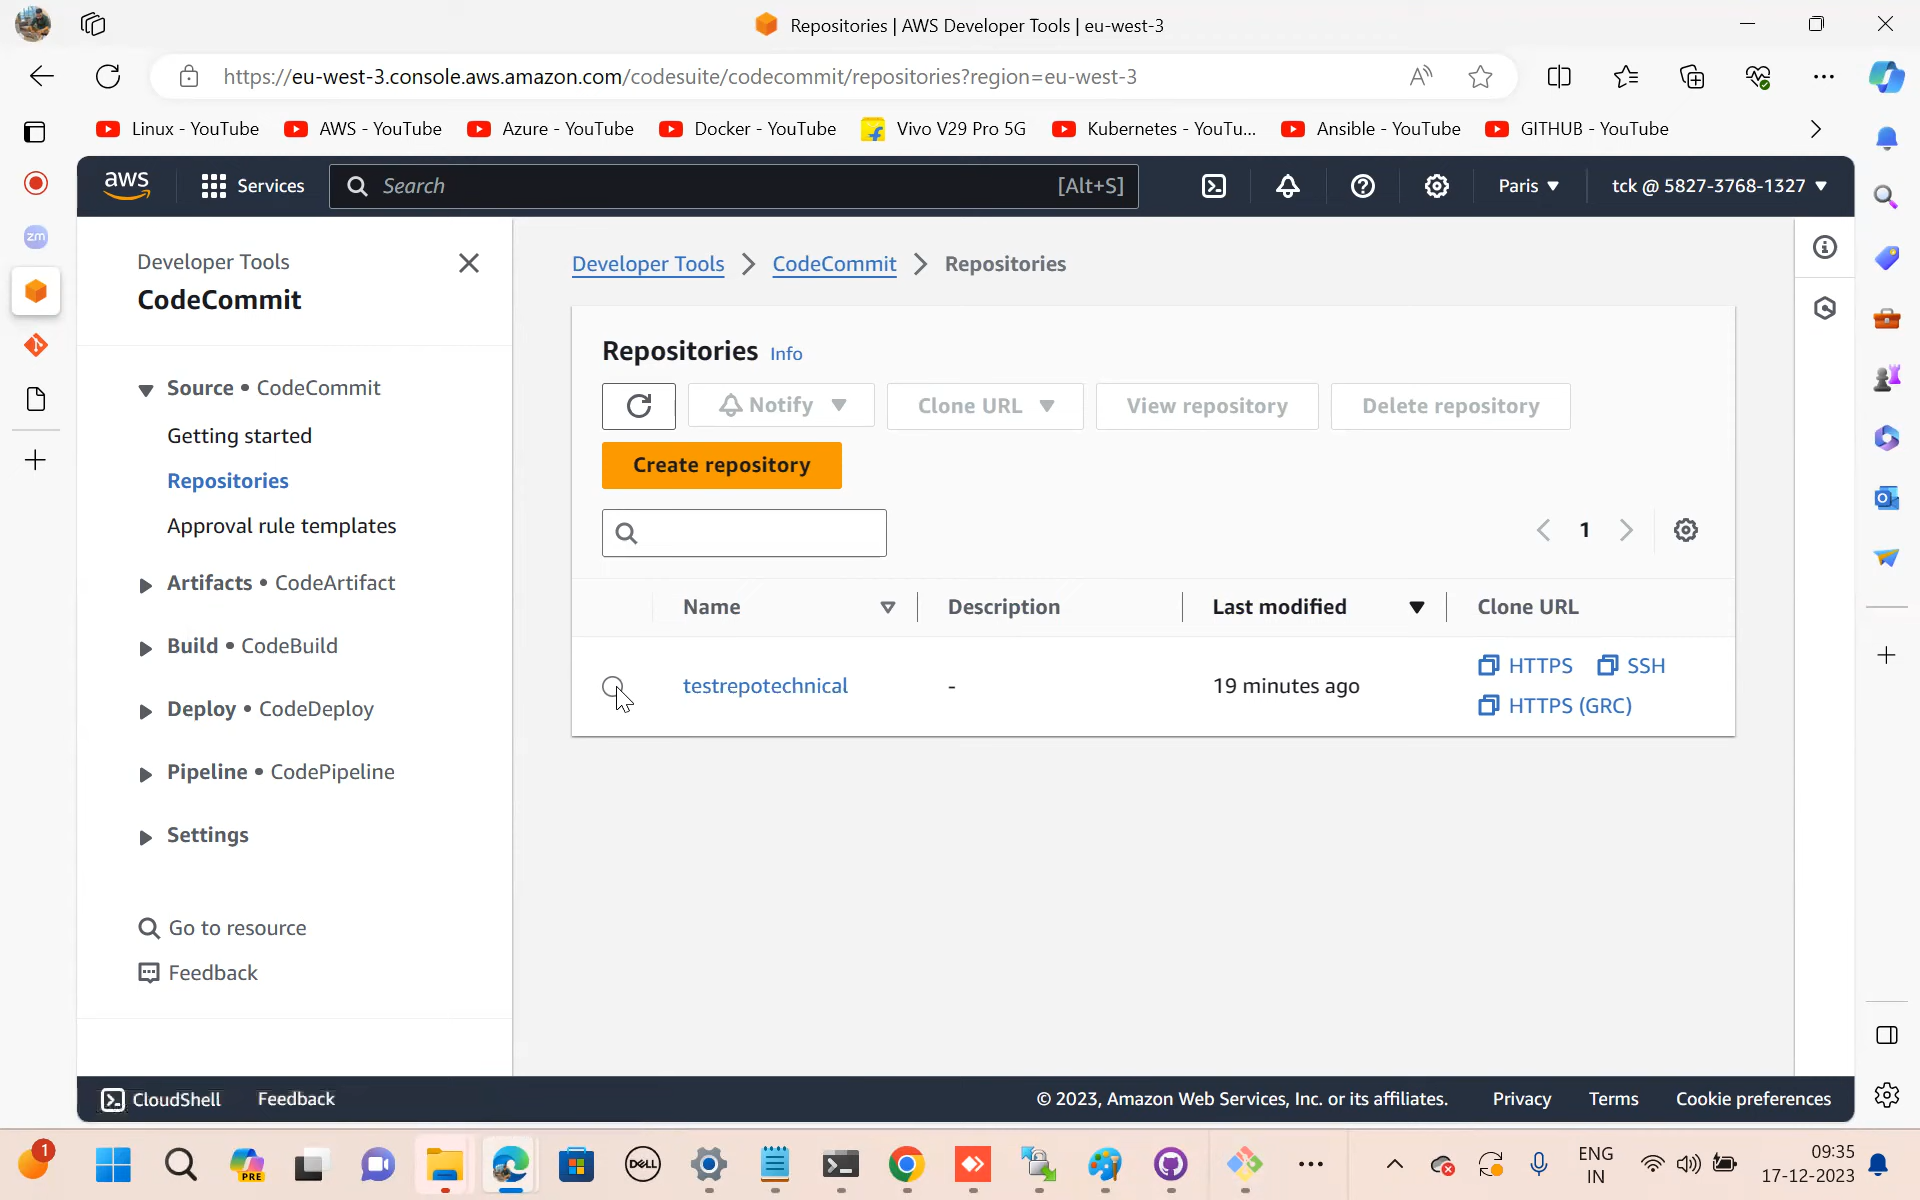 Repositories | AWS Developer Tools | eu-west-3
https://eu-west-3.console.aws.amazon.com/codesuite/codecommit/repositories?region=eu-west-3
Linux - YouTube
AWS - YouTube
Azure - YouTube
Docker - YouTube
Vivo V29 Pro 5G
Kubernetes - YouTu...
Ansible - YouTube
GITHUB - YouTube
aws
Services
Search
[Alt+S]
Paris
tck @ 5827-3768-1327
zm
Developer Tools
CodeCommit
Source • CodeCommit
Getting started
Repositories
Approval rule templates
Artifacts • CodeArtifact
Build • CodeBuild
Deploy • CodeDeploy
Pipeline • CodePipeline
Settings
Go to resource
Feedback
Developer Tools > CodeCommit > Repositories
Repositories Info
Notify
Clone URL
View repository
Delete repository
Create repository
1
Name
Description
Last modified
Clone URL
testrepotechnical
-
19 minutes ago
HTTPS
SSH
HTTPS (GRC)
CloudShell
Feedback
© 2023, Amazon Web Services, Inc. or its affiliates.
Privacy
Terms
Cookie preferences
1
PRE
DELL
ENG
IN
09:35
17-12-2023